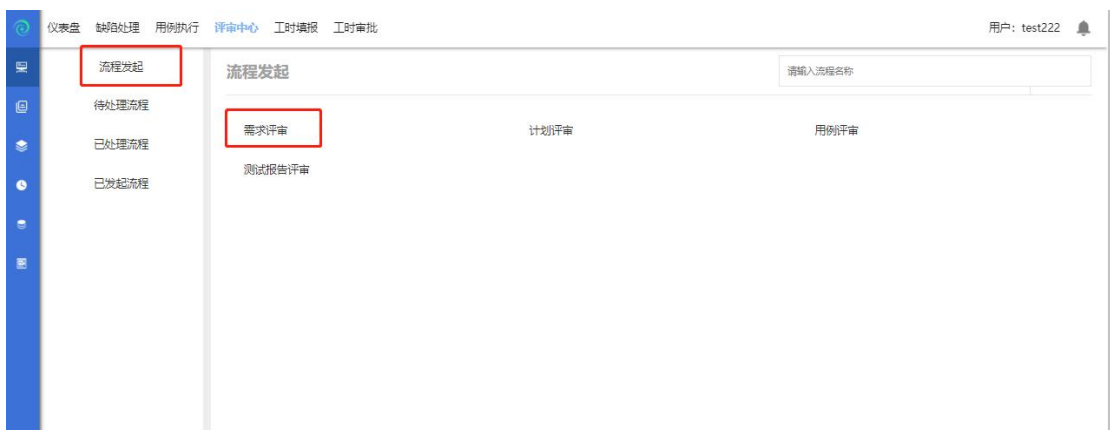 仪表盘 缺陷处理 用例执行 评审中心 工时填报 工时审批 用户：test222
流程发起
待处理流程
已处理流程
已发起流程
流程发起 请输入流程名称
需求评审 计划评审 用例评审
测试报告评审